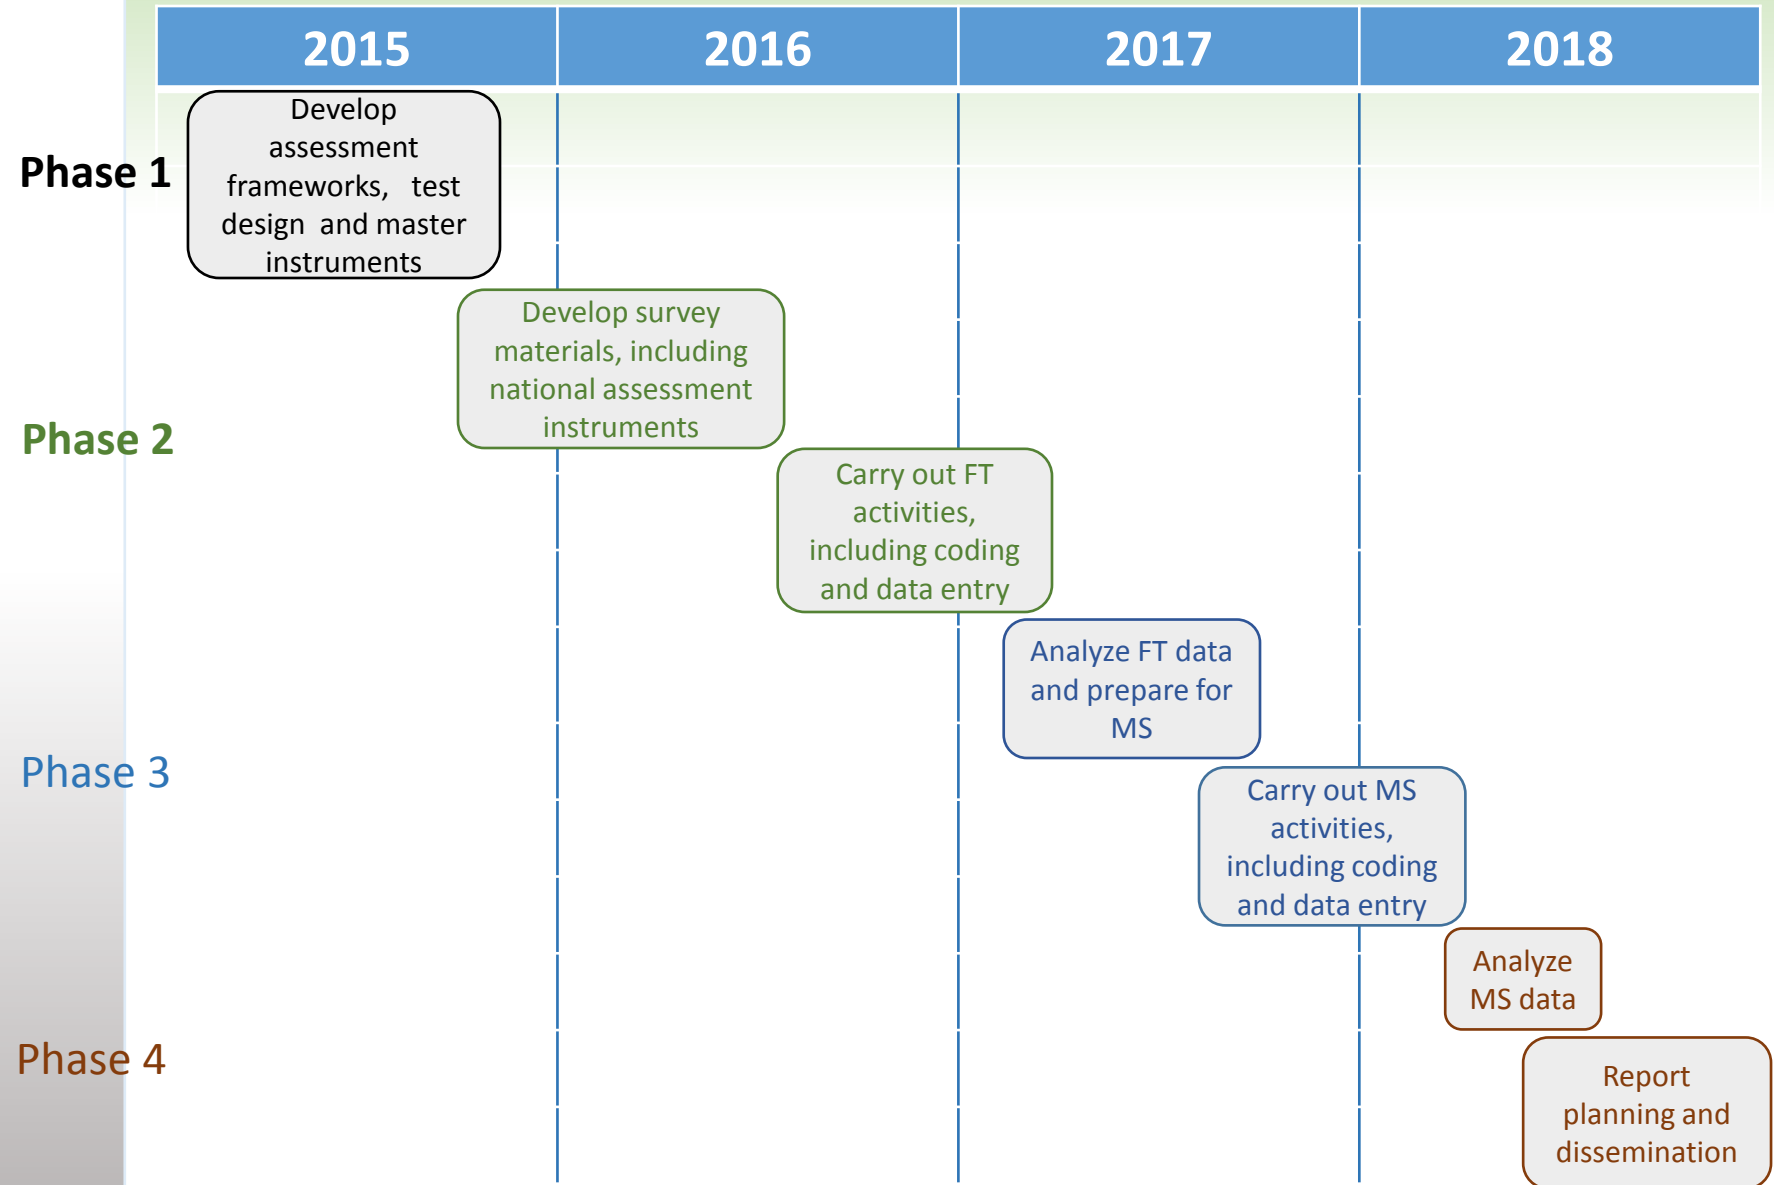 2015 2016 2017 2018
Phase 1
Develop
assessment
frameworks, test
design and master
instruments
Phase 2
Develop survey
materials, including
national assessment
instruments
Carry out FT
activities,
including coding
and data entry
Phase 3
Analyze FT data
and prepare for
MS
Carry out MS
activities,
including coding
and data entry
Phase 4
Analyze
MS data
Report
planning and
dissemination